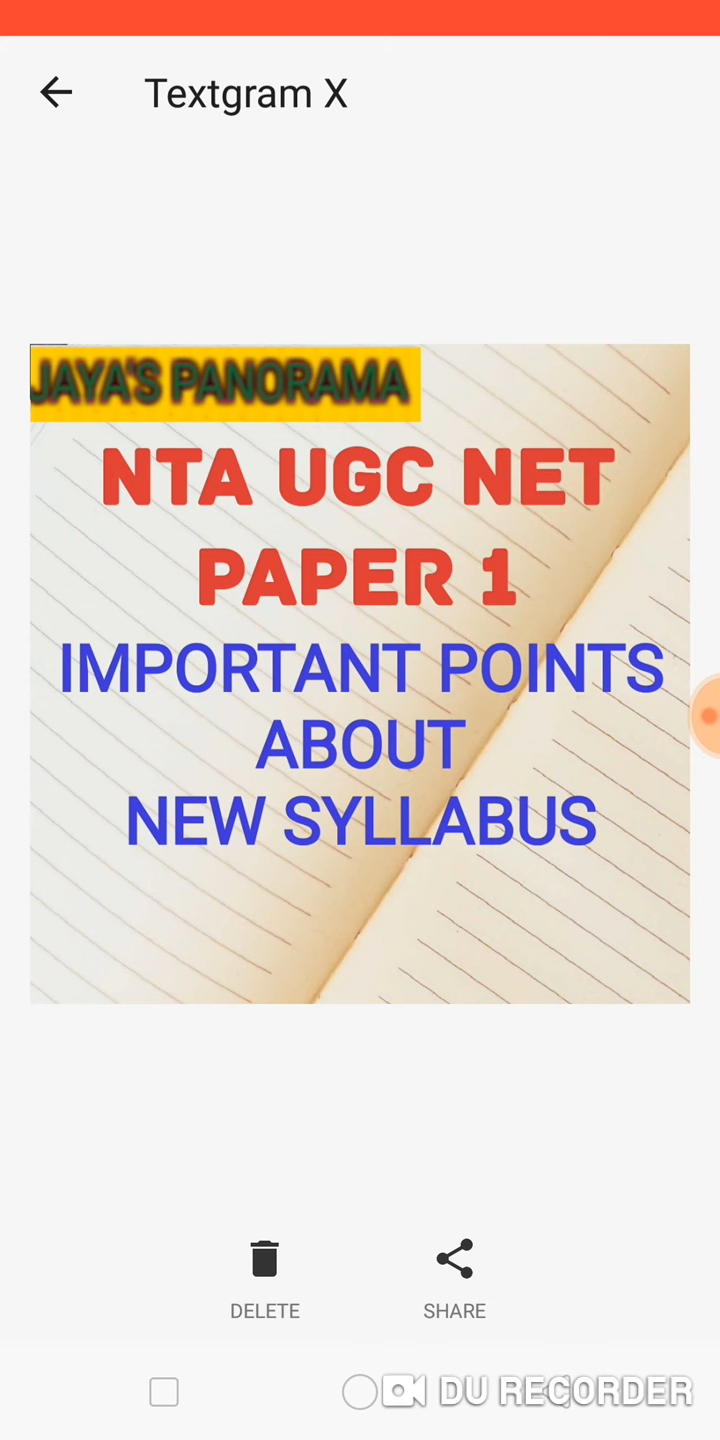 Textgram X
JAYA'S PANORAMA
NTA UGC NET
PAPER 1
IMPORTANT POINTS
ABOUT
NEW SYLLABUS
DELETE
SHARE
DU RECORDER